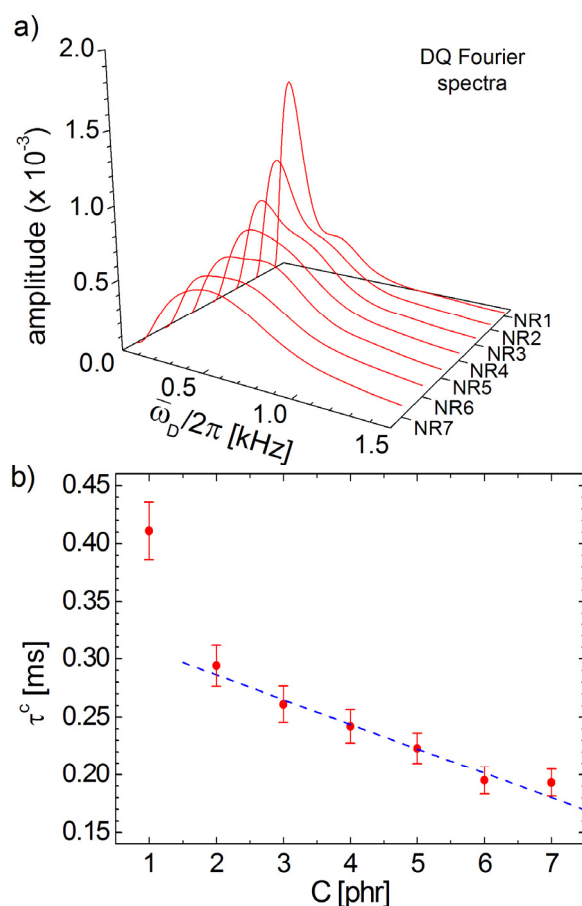 a)
DQ Fourier
spectra
amplitude (x 10⁻³)
2.0
1.5
1.0
0.5
0.0
0.5
1.0
1.5
ω̄_D/2π [kHz]
NR1
NR2
NR3
NR4
NR5
NR6
NR7
b)
τᶜ [ms]
0.45
0.40
0.35
0.30
0.25
0.20
0.15
1 2 3 4 5 6 7
C [phr]